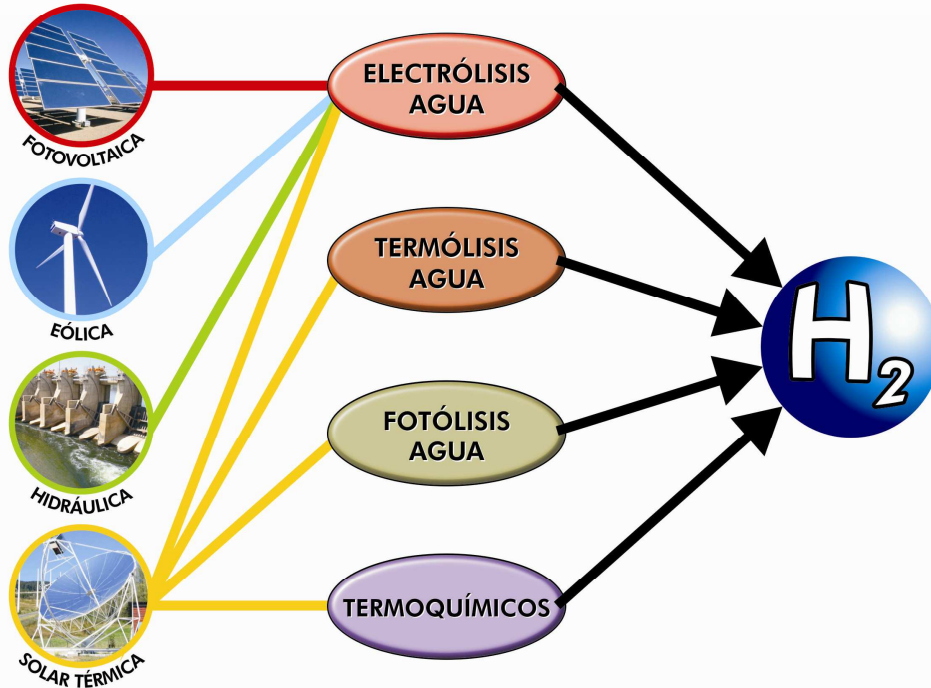 FOTOVOLTAICA
EÓLICA
HIDRÁULICA
SOLAR TÉRMICA
ELECTRÓLISIS
AGUA
TERMÓLISIS
AGUA
FOTÓLISIS
AGUA
TERMOQUÍMICOS
H2